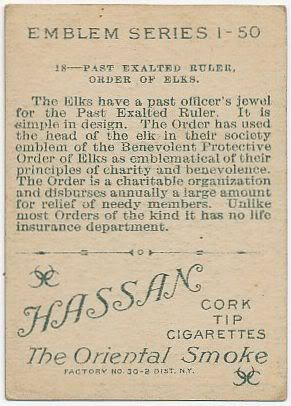 EMBLEM SERIES 1-50
18—PAST EXALTED RULER,
ORDER OF ELKS.
The Elks have a past officer's jewel
for the Past Exalted Ruler. It is
simple in design. The Order has used
the head of the elk in their society
emblem of the Benevolent Protective
Order of Elks as emblematical of their
principles of charity and benevolence.
The Order is a charitable organization
and disburses annually a large amount
for relief of needy members. Unlike
most Orders of the kind it has no life
insurance department.
HASSAN
CORK
TIP
CIGARETTES
The Oriental Smoke
FACTORY NO. 30-2 DIST. N.Y.